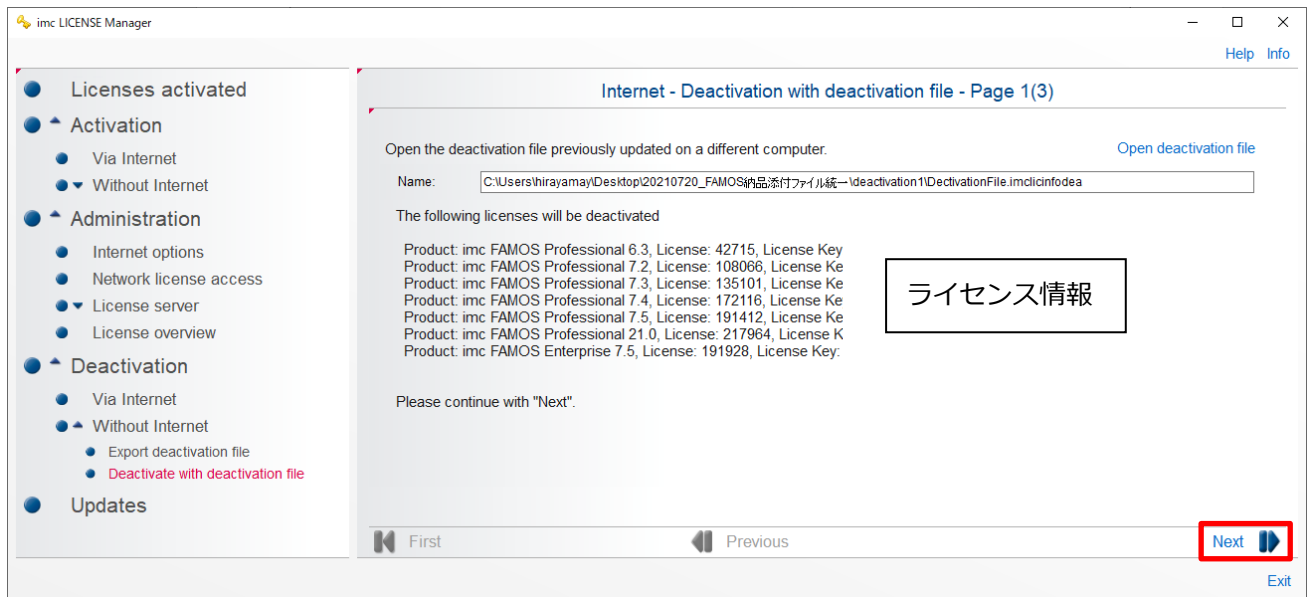 imc LICENSE Manager
Help Info
Licenses activated
Activation
Via Internet
Without Internet
Administration
Internet options
Network license access
License server
License overview
Deactivation
Via Internet
Without Internet
Export deactivation file
Deactivate with deactivation file
Updates
Internet - Deactivation with deactivation file - Page 1(3)
Open the deactivation file previously updated on a different computer.
Open deactivation file
Name: C:\Users\hirayamay\Desktop\20210720_FAMOS納品添付ファイル統一\deactivation1\DectivationFile.imclicinfodea
The following licenses will be deactivated
Product: imc FAMOS Professional 6.3, License: 42715, License Key
Product: imc FAMOS Professional 7.2, License: 108066, License Ke
Product: imc FAMOS Professional 7.3, License: 135101, License Ke
Product: imc FAMOS Professional 7.4, License: 172116, License Ke
Product: imc FAMOS Professional 7.5, License: 191412, License Ke
Product: imc FAMOS Professional 21.0, License: 217964, License K
Product: imc FAMOS Enterprise 7.5, License: 191928, License Key:
ライセンス情報
Please continue with "Next".
First
Previous
Next
Exit